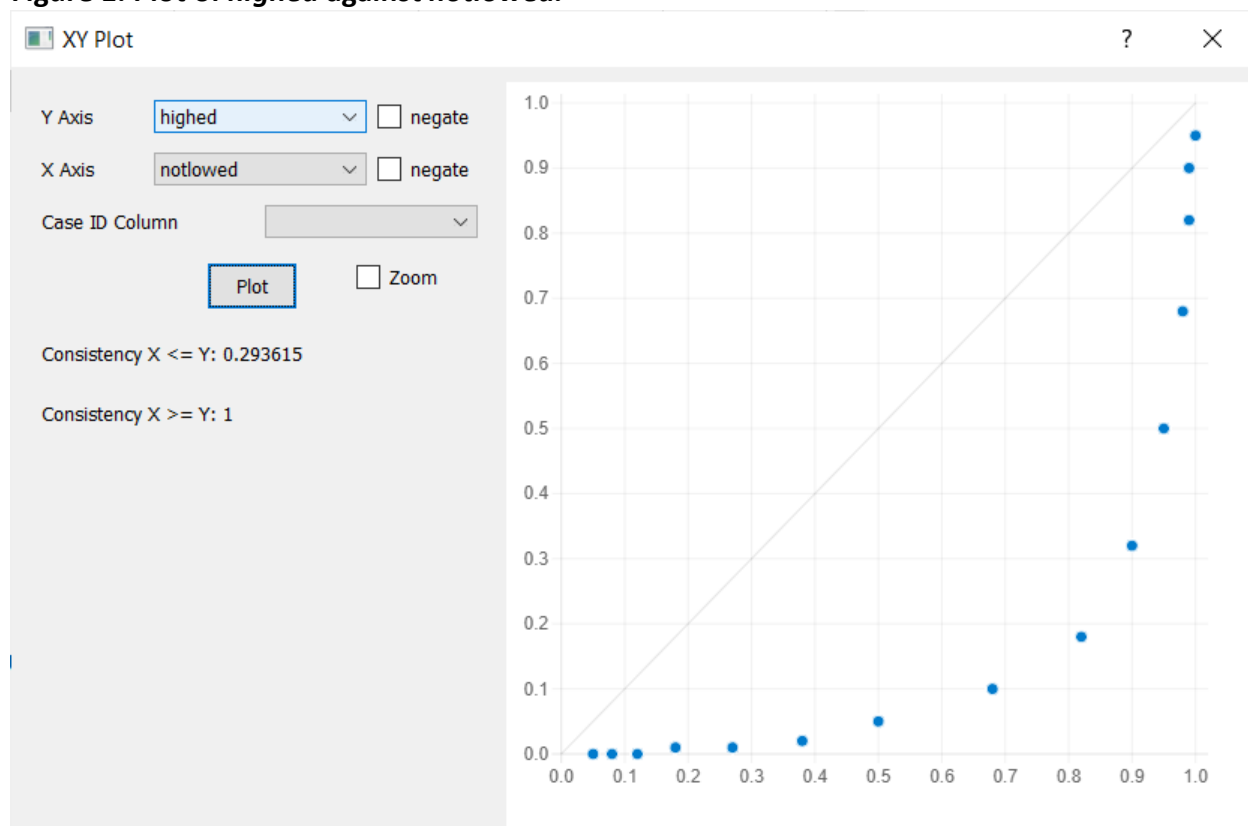 XY Plot
?
Y Axis highed negate
X Axis notlowed negate
Case ID Column
Plot Zoom
Consistency X <= Y: 0.293615
Consistency X >= Y: 1
1.0
0.9
0.8
0.7
0.6
0.5
0.4
0.3
0.2
0.1
0.0
0.0 0.1 0.2 0.3 0.4 0.5 0.6 0.7 0.8 0.9 1.0